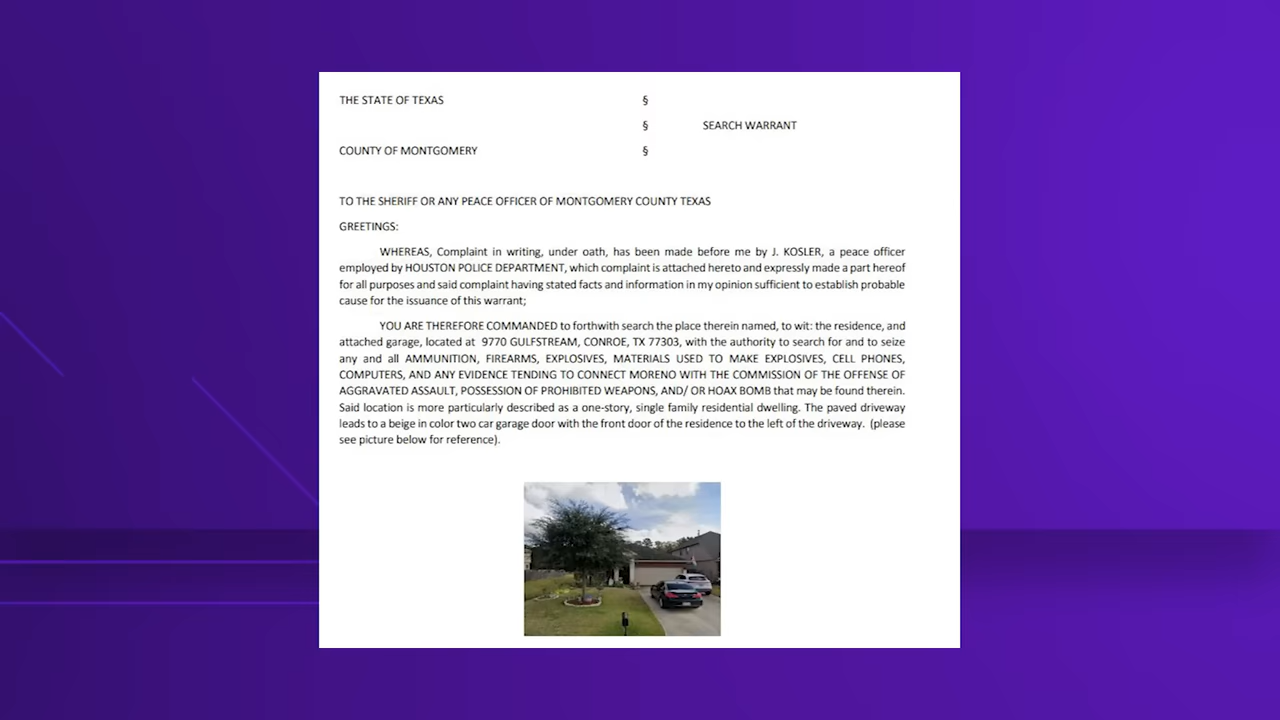 THE STATE OF TEXAS §
§ SEARCH WARRANT
COUNTY OF MONTGOMERY §
TO THE SHERIFF OR ANY PEACE OFFICER OF MONTGOMERY COUNTY TEXAS
GREETINGS:
WHEREAS, Complaint in writing, under oath, has been made before me by J. KOSLER, a peace officer
employed by HOUSTON POLICE DEPARTMENT, which complaint is attached hereto and expressly made a part hereof
for all purposes and said complaint having stated facts and information in my opinion sufficient to establish probable
cause for the issuance of this warrant;
YOU ARE THEREFORE COMMANDED to forthwith search the place therein named, to wit: the residence, and
attached garage, located at 9770 GULFSTREAM, CONROE, TX 77303, with the authority to search for and to seize
any and all AMMUNITION, FIREARMS, EXPLOSIVES, MATERIALS USED TO MAKE EXPLOSIVES, CELL PHONES,
COMPUTERS, AND ANY EVIDENCE TENDING TO CONNECT MORENO WITH THE COMMISSION OF THE OFFENSE OF
AGGRAVATED ASSAULT, POSSESSION OF PROHIBITED WEAPONS, AND/ OR HOAX BOMB that may be found therein.
Said location is more particularly described as a one-story, single family residential dwelling. The paved driveway
leads to a beige in color two car garage door with the front door of the residence to the left of the driveway. (please
see picture below for reference).